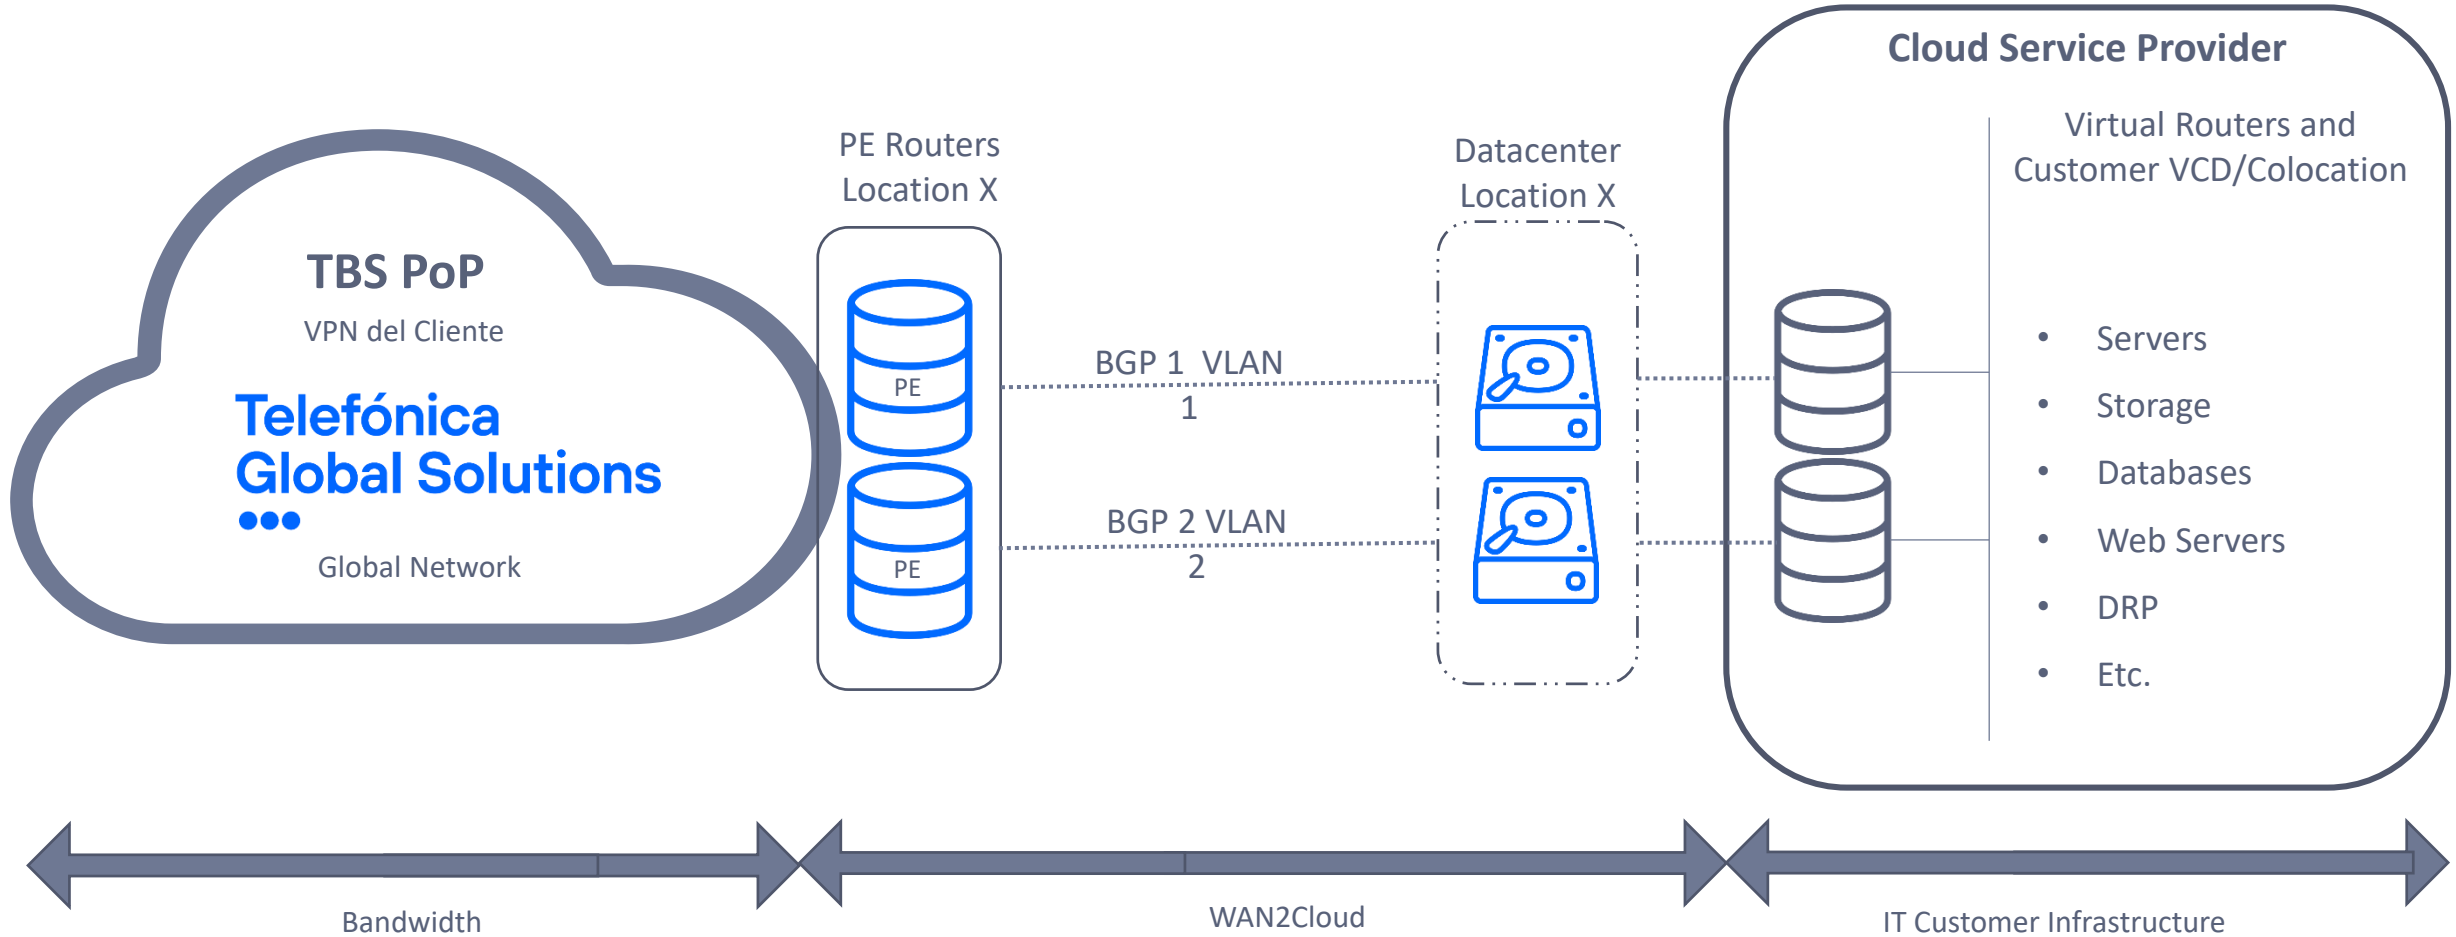 Cloud Service Provider
Virtual Routers and
Customer VCD/Colocation
PE Routers
Location X
Datacenter
Location X
TBS PoP
VPN del Cliente
Telefónica
Global Solutions
Global Network
PE
PE
BGP 1 VLAN
1
BGP 2 VLAN
2
• Servers
• Storage
• Databases
• Web Servers
• DRP
• Etc.
Bandwidth
WAN2Cloud
IT Customer Infrastructure